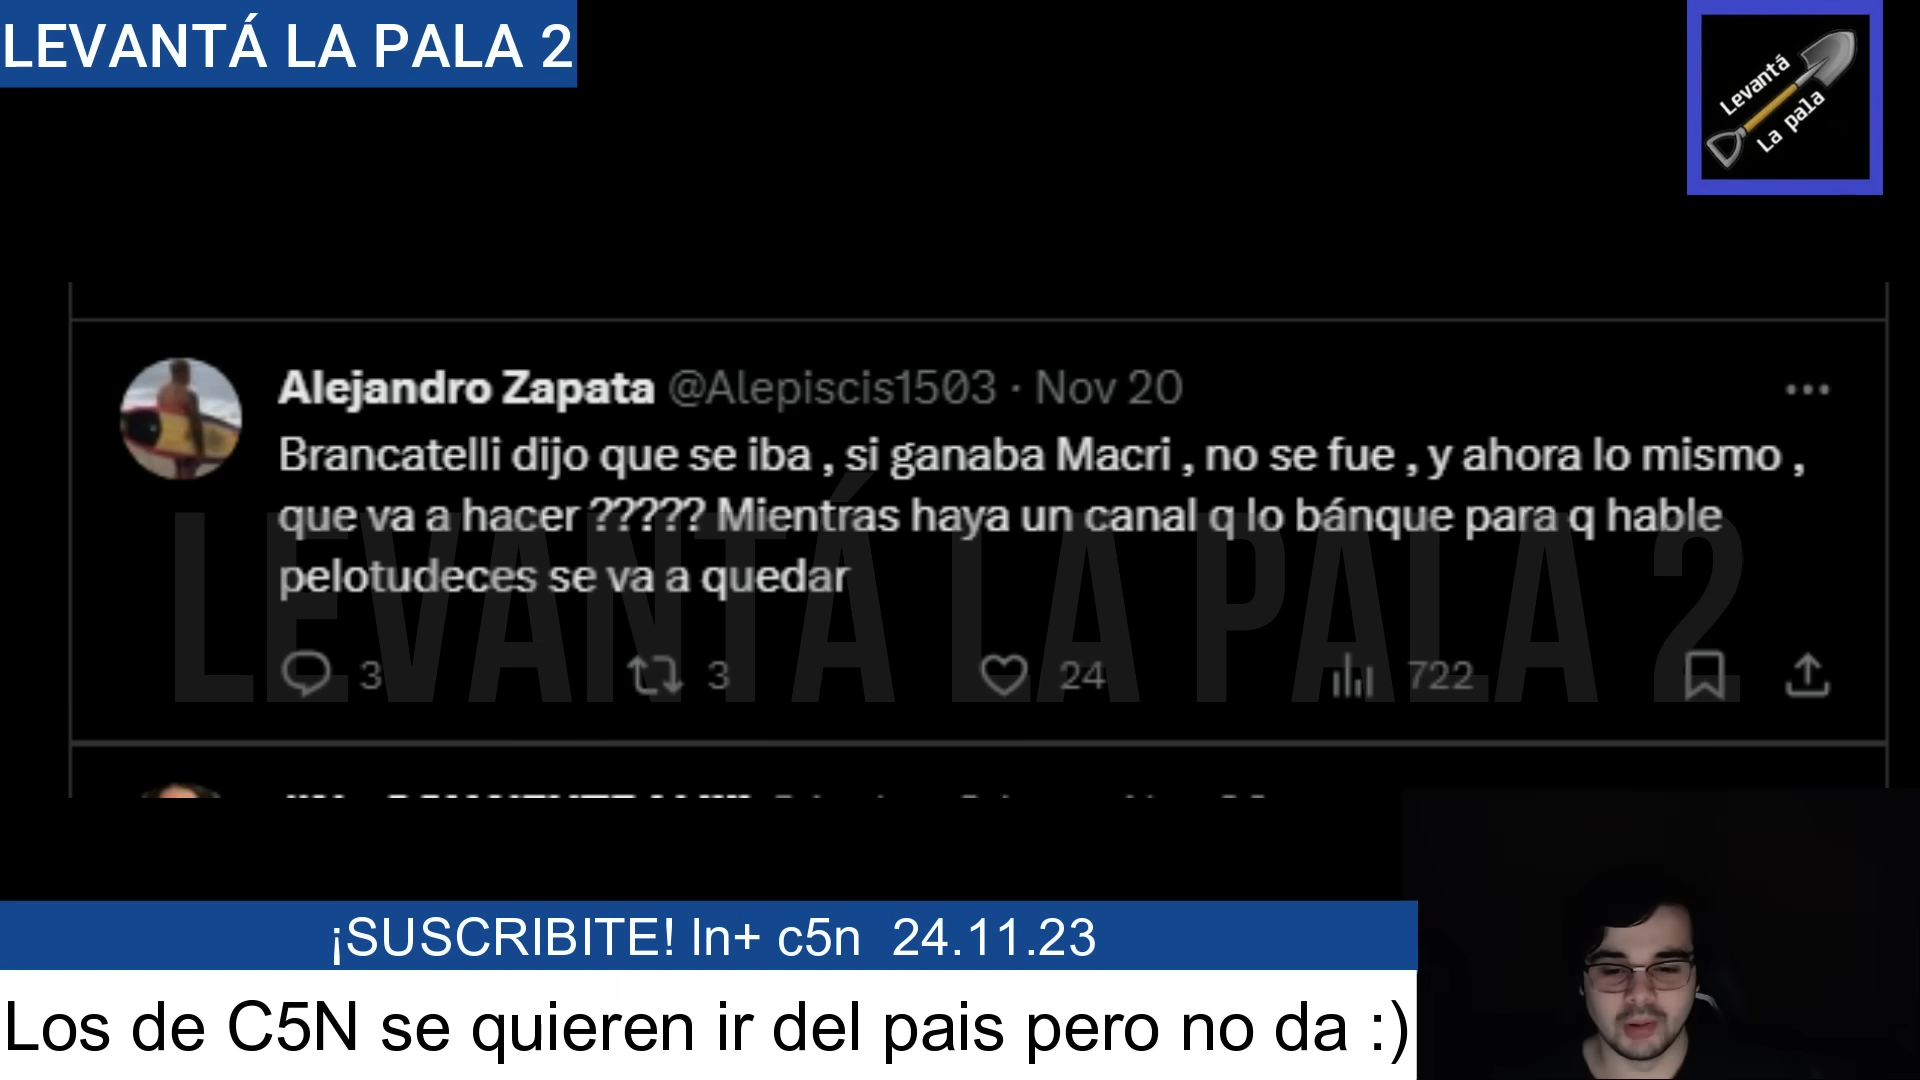 LEVANTÁ LA PALA 2
Levantá
La pala
Alejandro Zapata @Alepiscis1503 · Nov 20
Brancatelli dijo que se iba , si ganaba Macri , no se fue , y ahora lo mismo ,
que va a hacer ????? Mientras haya un canal q lo bánque para q hable
pelotudeces se va a quedar
LEVANTÁ LA PALA 2
3 3 24 722
¡SUSCRIBITE! ln+ c5n 24.11.23
Los de C5N se quieren ir del pais pero no da :)